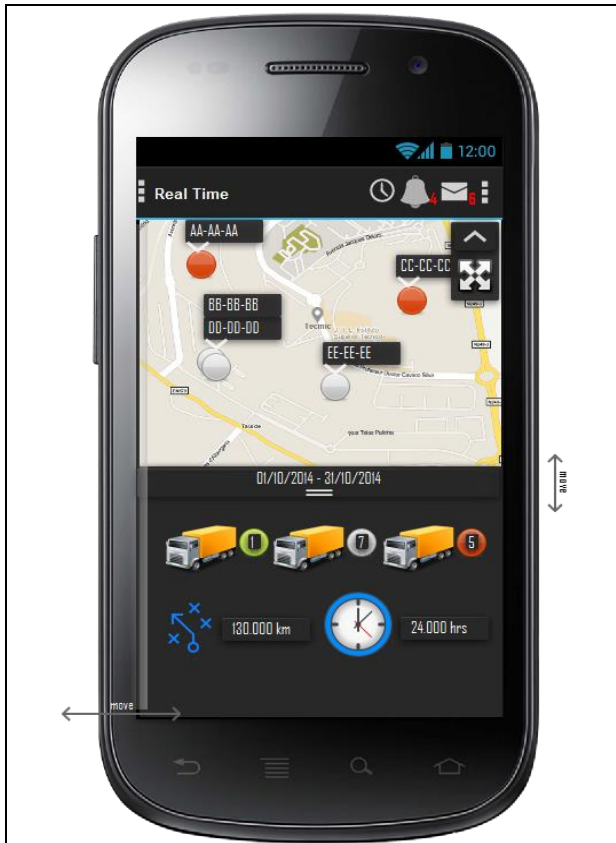 12:00
Real Time
4
6
AA-AA-AA
CC-CC-CC
BB-BB-BB
DD-DD-DD
Tecmic
EE-EE-EE
01/10/2014 - 31/10/2014
move
1
7
5
130.000 km
24.000 hrs
move